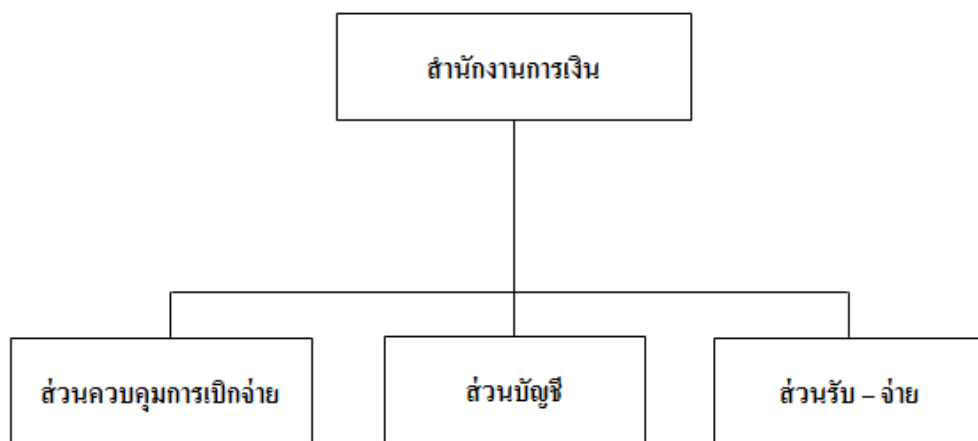 สำนักงานการเงิน
ส่วนควบคุมการเบิกจ่าย
ส่วนบัญชี
ส่วนรับ – จ่าย